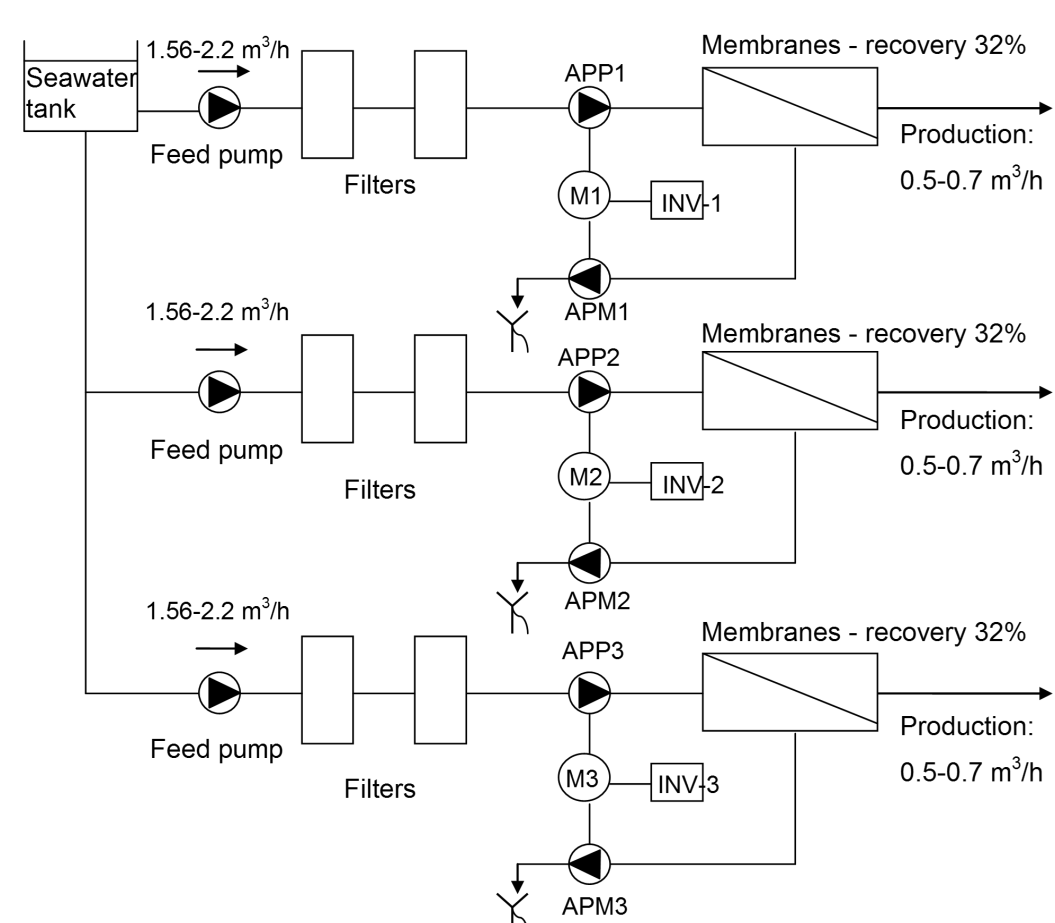 1.56-2.2 m³/h
Membranes - recovery 32%
Seawater
tank
APP1
Feed pump
Filters
Production:
0.5-0.7 m³/h
M1
INV-1
APM1
1.56-2.2 m³/h
Membranes - recovery 32%
APP2
Feed pump
Filters
Production:
0.5-0.7 m³/h
M2
INV-2
APM2
1.56-2.2 m³/h
Membranes - recovery 32%
APP3
Feed pump
Filters
Production:
0.5-0.7 m³/h
M3
INV-3
APM3